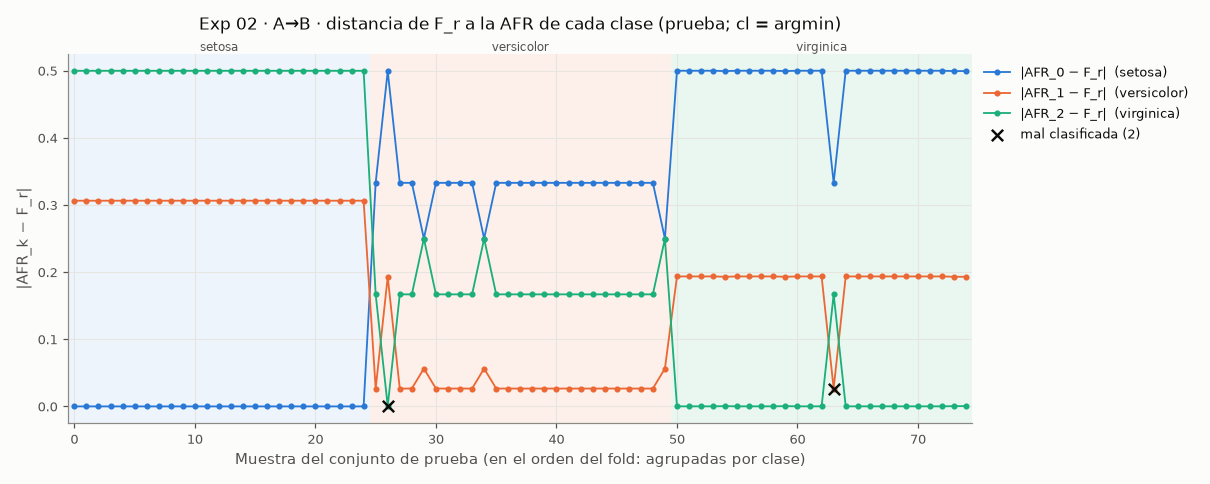 Exp 02 · A→B · distancia de F_r a la AFR de cada clase (prueba; cl = argmin)
setosa
versicolor
virginica
|AFR_0 − F_r|  (setosa)
|AFR_1 − F_r|  (versicolor)
|AFR_2 − F_r|  (virginica)
mal clasificada (2)
|AFR_k − F_r|
0.5
0.4
0.3
0.2
0.1
0.0
0
10
20
30
40
50
60
70
Muestra del conjunto de prueba (en el orden del fold: agrupadas por clase)